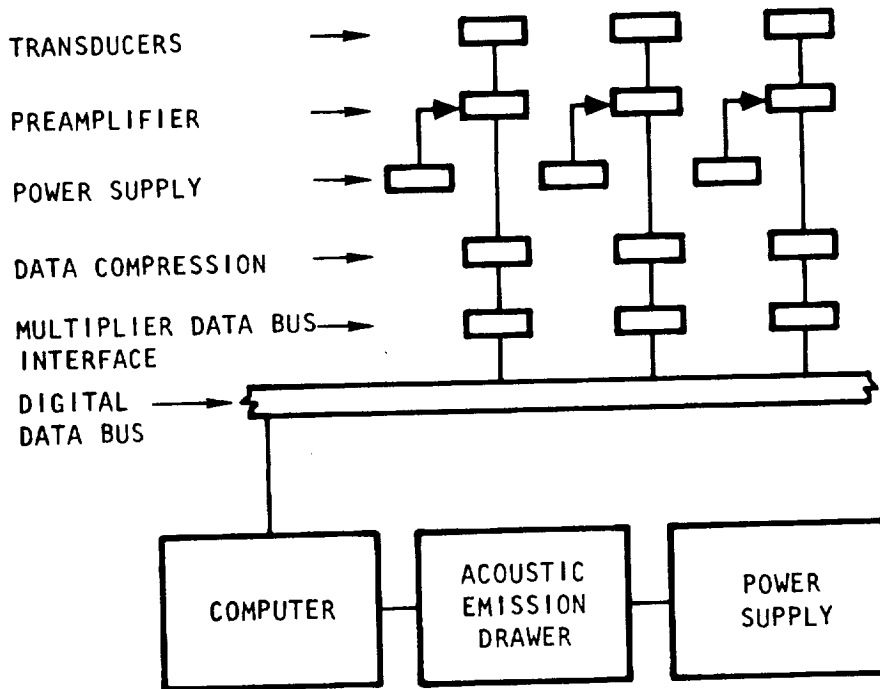 TRANSDUCERS
PREAMPLIFIER
POWER SUPPLY
DATA COMPRESSION
MULTIPLIER DATA BUS
INTERFACE
DIGITAL
DATA BUS
COMPUTER
ACOUSTIC
EMISSION
DRAWER
POWER
SUPPLY